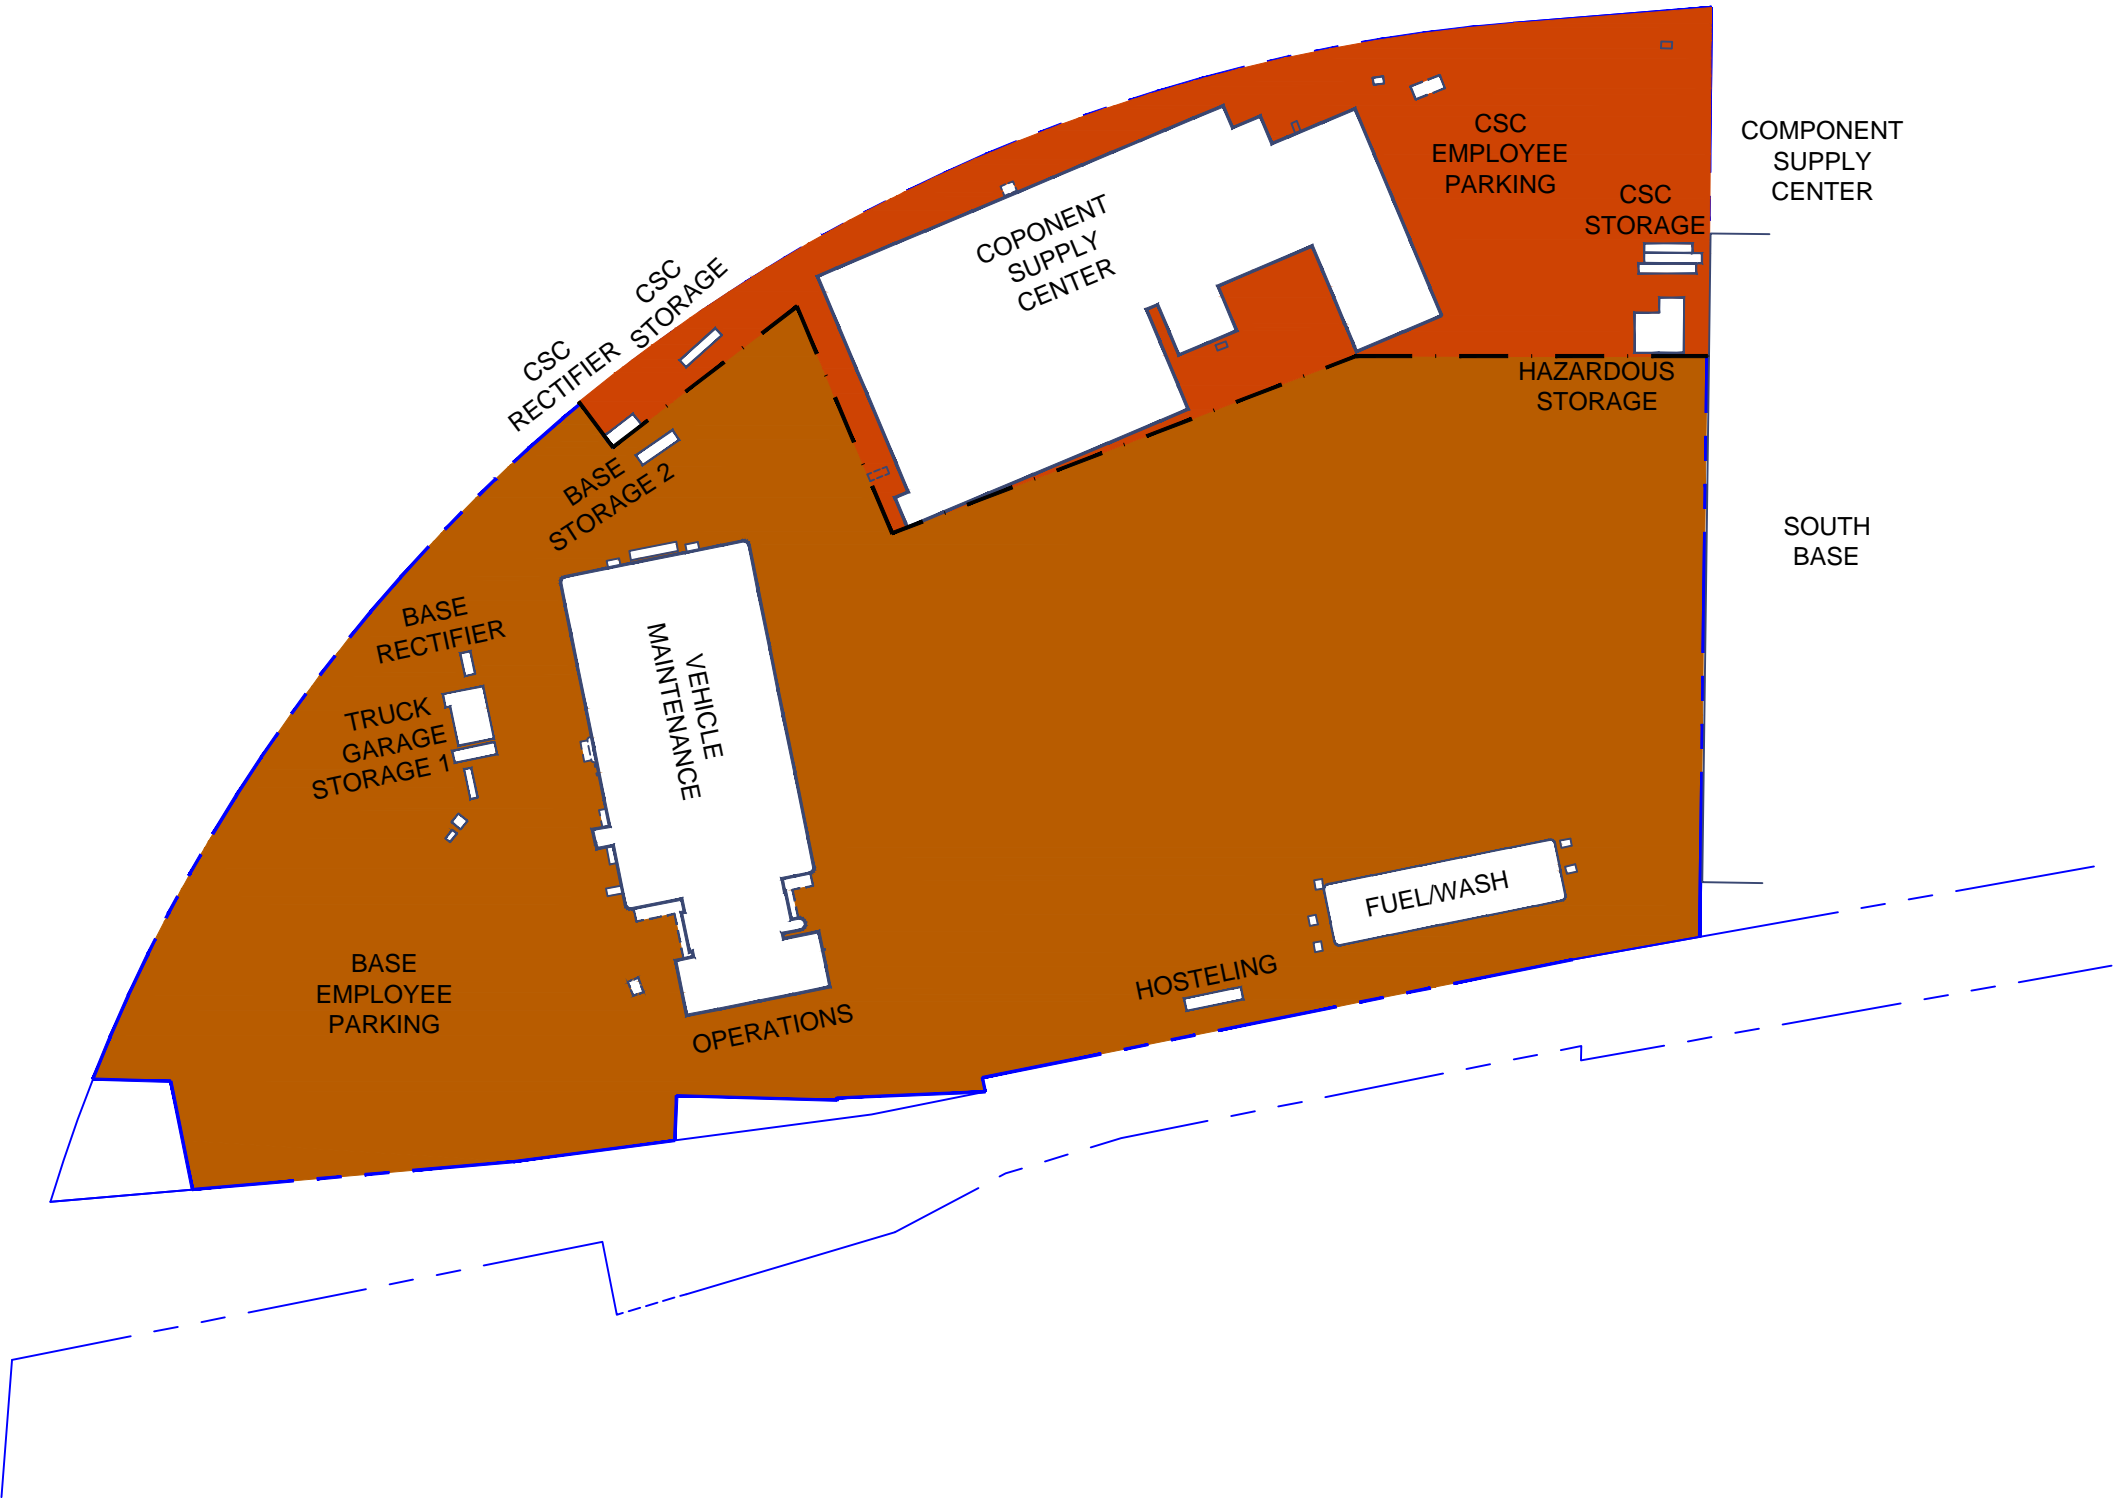 CSC
EMPLOYEE
PARKING
COMPONENT
SUPPLY
CENTER
CSC
STORAGE
COPONENT
SUPPLY
CENTER
CSC
STORAGE
CSC
RECTIFIER
HAZARDOUS
STORAGE
BASE
STORAGE 2
SOUTH
BASE
BASE
RECTIFIER
VEHICLE
MAINTENANCE
TRUCK
GARAGE
STORAGE 1
FUEL/WASH
BASE
EMPLOYEE
PARKING
HOSTELING
OPERATIONS